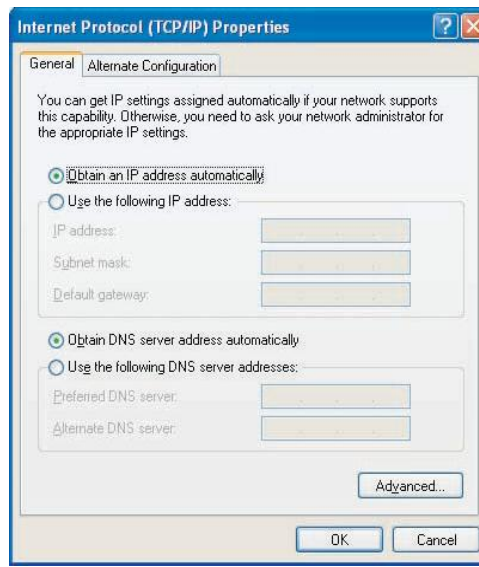 Internet Protocol (TCP/IP) Properties
General
Alternate Configuration
You can get IP settings assigned automatically if your network supports
this capability. Otherwise, you need to ask your network administrator for
the appropriate IP settings.
Obtain an IP address automatically
Use the following IP address:
IP address:
Subnet mask:
Default gateway:
Obtain DNS server address automatically
Use the following DNS server addresses:
Preferred DNS server:
Alternate DNS server:
Advanced...
OK
Cancel